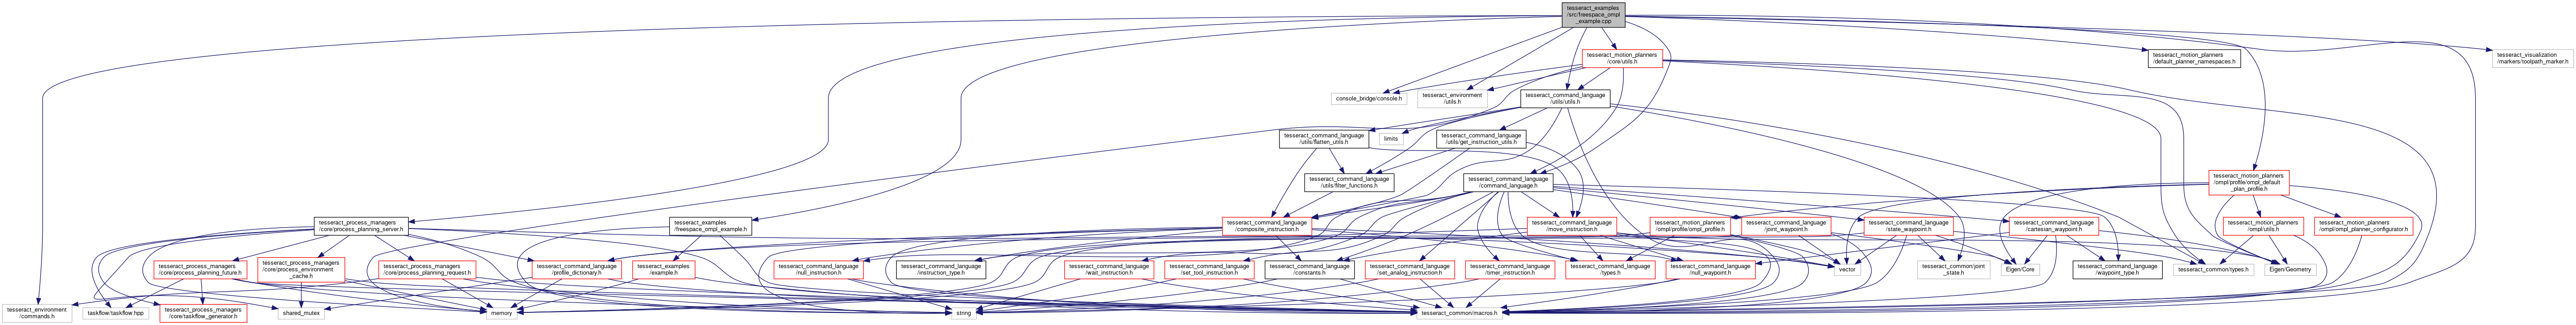 tesseract_examples
/src/freespace_ompl
_example.cpp
tesseract_motion_planners
/core/utils.h
tesseract_motion_planners
/default_planner_namespaces.h
tesseract_visualization
/markers/toolpath_marker.h
console_bridge/console.h
tesseract_environment
/utils.h
tesseract_command_language
/utils/utils.h
tesseract_command_language
/utils/flatten_utils.h
limits
tesseract_command_language
/utils/get_instruction_utils.h
tesseract_command_language
/utils/filter_functions.h
tesseract_command_language
/command_language.h
tesseract_motion_planners
/ompl/profile/ompl_default
_plan_profile.h
tesseract_process_managers
/core/process_planning_server.h
tesseract_examples
/freespace_ompl_example.h
tesseract_command_language
/composite_instruction.h
tesseract_command_language
/move_instruction.h
tesseract_motion_planners
/ompl/profile/ompl_profile.h
tesseract_command_language
/joint_waypoint.h
tesseract_command_language
/state_waypoint.h
tesseract_command_language
/cartesian_waypoint.h
tesseract_motion_planners
/ompl/utils.h
tesseract_motion_planners
/ompl/ompl_planner_configurator.h
tesseract_process_managers
/core/process_planning_future.h
tesseract_process_managers
/core/process_environment
_cache.h
tesseract_process_managers
/core/process_planning_request.h
tesseract_command_language
/profile_dictionary.h
tesseract_examples
/example.h
tesseract_command_language
/null_instruction.h
tesseract_command_language
/instruction_type.h
tesseract_command_language
/wait_instruction.h
tesseract_command_language
/set_tool_instruction.h
tesseract_command_language
/constants.h
tesseract_command_language
/set_analog_instruction.h
tesseract_command_language
/timer_instruction.h
tesseract_command_language
/types.h
tesseract_command_language
/null_waypoint.h
vector
tesseract_common/joint
_state.h
Eigen/Core
tesseract_command_language
/waypoint_type.h
tesseract_common/types.h
Eigen/Geometry
tesseract_environment
/commands.h
taskflow/taskflow.hpp
tesseract_process_managers
/core/taskflow_generator.h
shared_mutex
memory
string
tesseract_common/macros.h